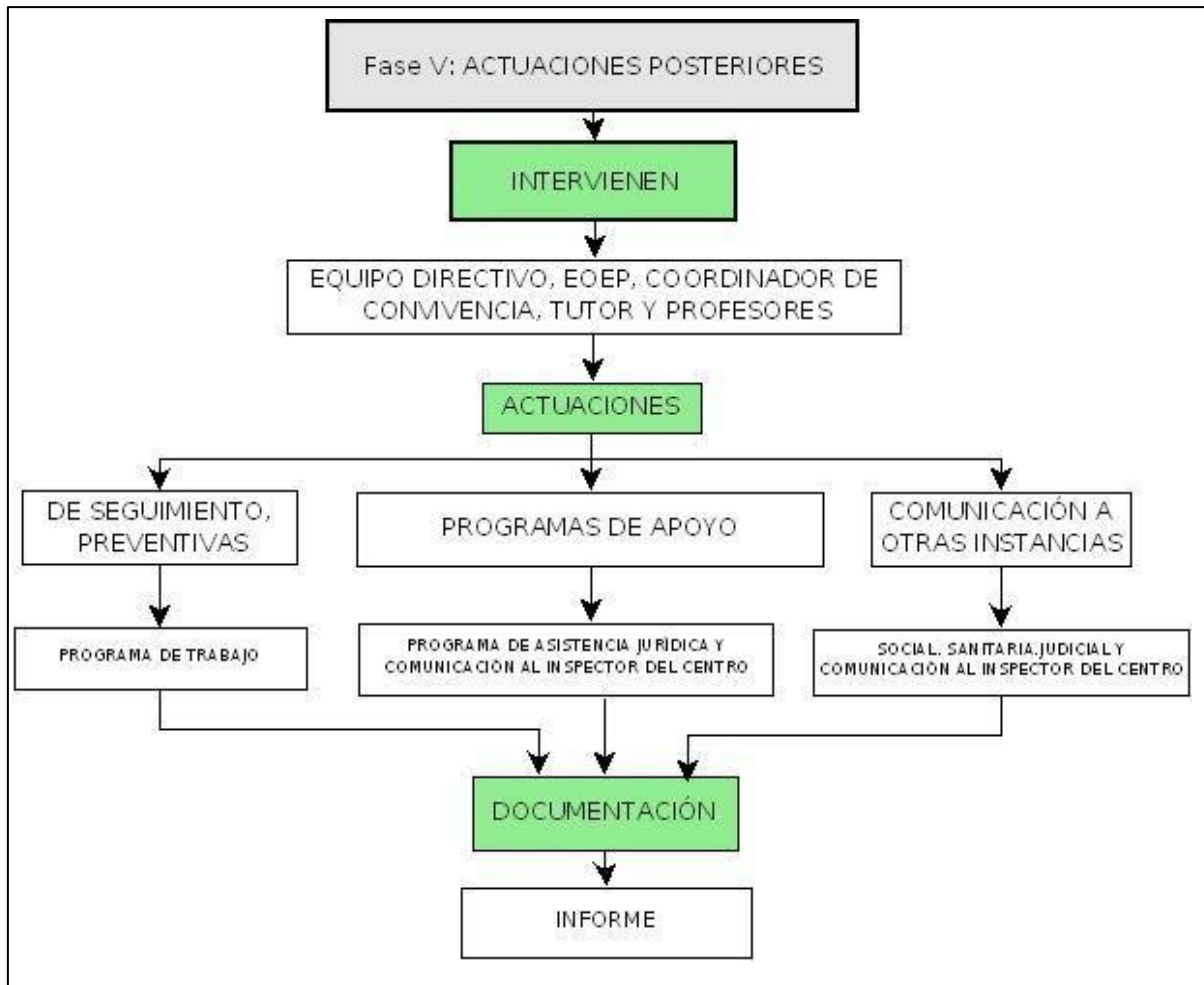 Fase V: ACTUACIONES POSTERIORES
INTERVIENEN
EQUIPO DIRECTIVO, EOEP, COORDINADOR DE
CONVIVENCIA, TUTOR Y PROFESORES
ACTUACIONES
DE SEGUIMIENTO,
PREVENTIVAS
PROGRAMAS DE APOYO
COMUNICACIÓN A
OTRAS INSTANCIAS
PROGRAMA DE TRABAJO
PROGRAMA DE ASISTENCIA JURÍDICA Y
COMUNICACIÓN AL INSPECTOR DEL CENTRO
SOCIAL. SANITARIA.JUDICIAL Y
COMUNICACIÓN AL INSPECTOR DEL CENTRO
DOCUMENTACIÓN
INFORME